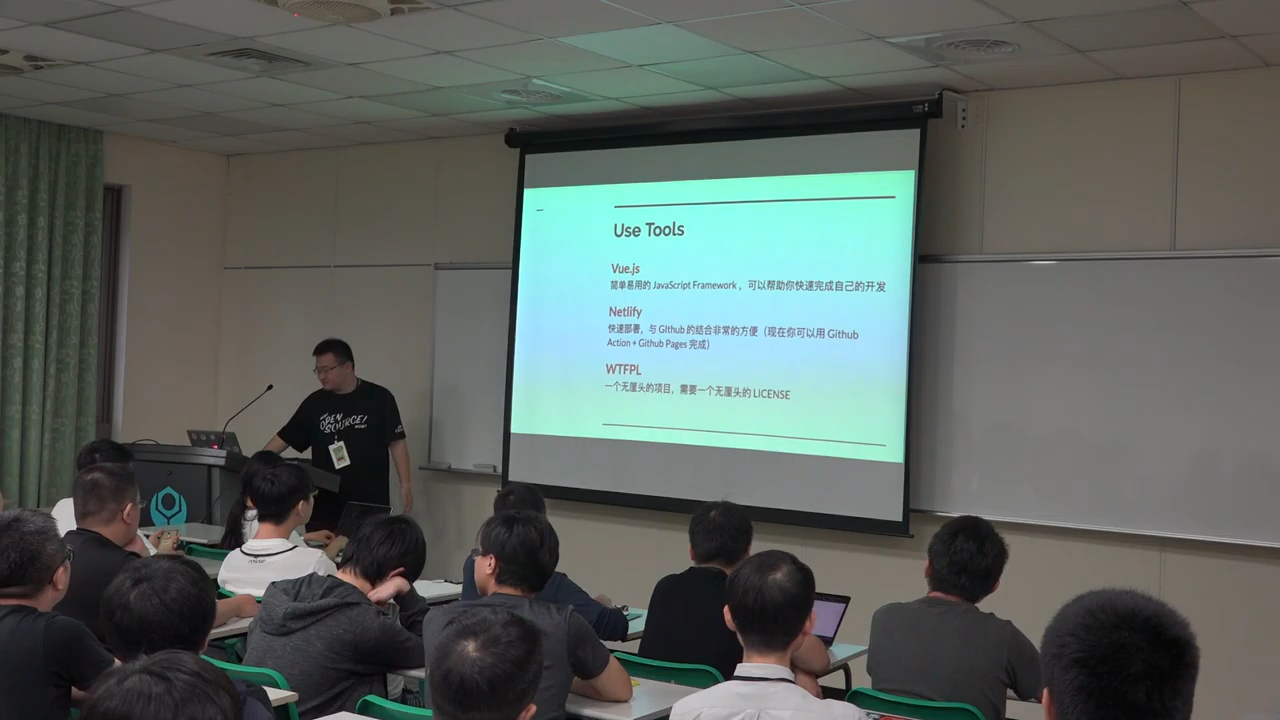 Use Tools
Vue.js
简单易用的 JavaScript Framework ，可以帮助你快速完成自己的开发
Netlify
快速部署，与 GIthub 的结合非常的方便（现在你可以用 Github
Action + Github Pages 完成）
WTFPL
一个无厘头的项目，需要一个无厘头的 LICENSE
OPEN
SOURCE!